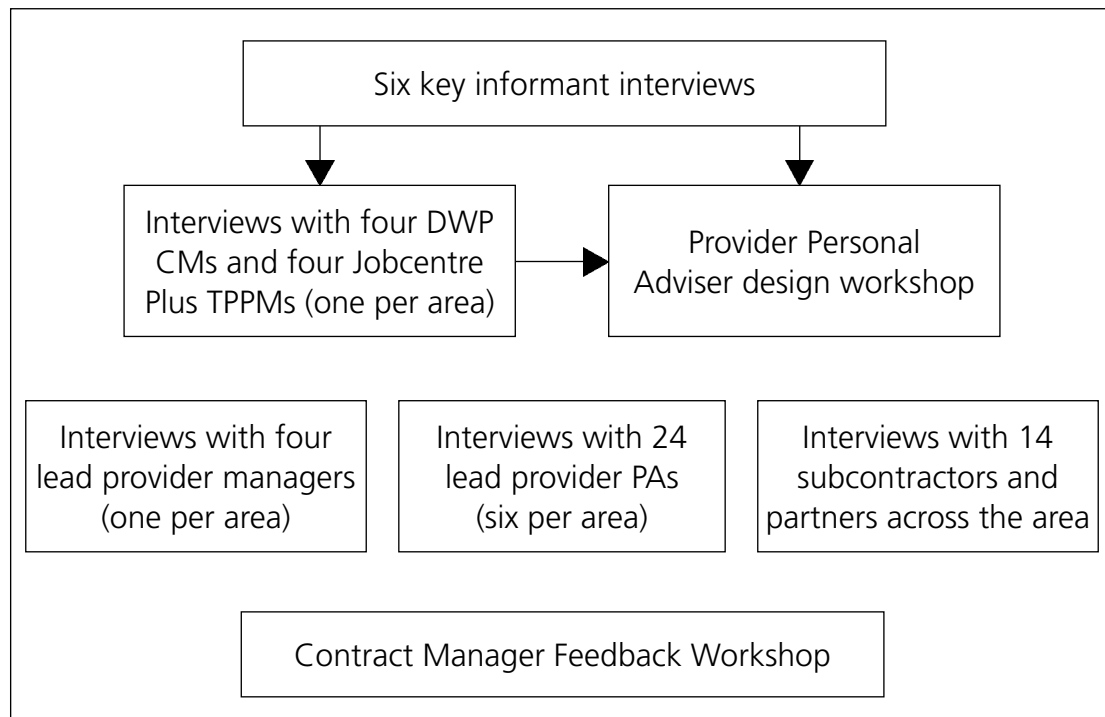 Six key informant interviews
Interviews with four DWP
CMs and four Jobcentre
Plus TPPMs (one per area)
Provider Personal
Adviser design workshop
Interviews with four
lead provider managers
(one per area)
Interviews with 24
lead provider PAs
(six per area)
Interviews with 14
subcontractors and
partners across the area
Contract Manager Feedback Workshop